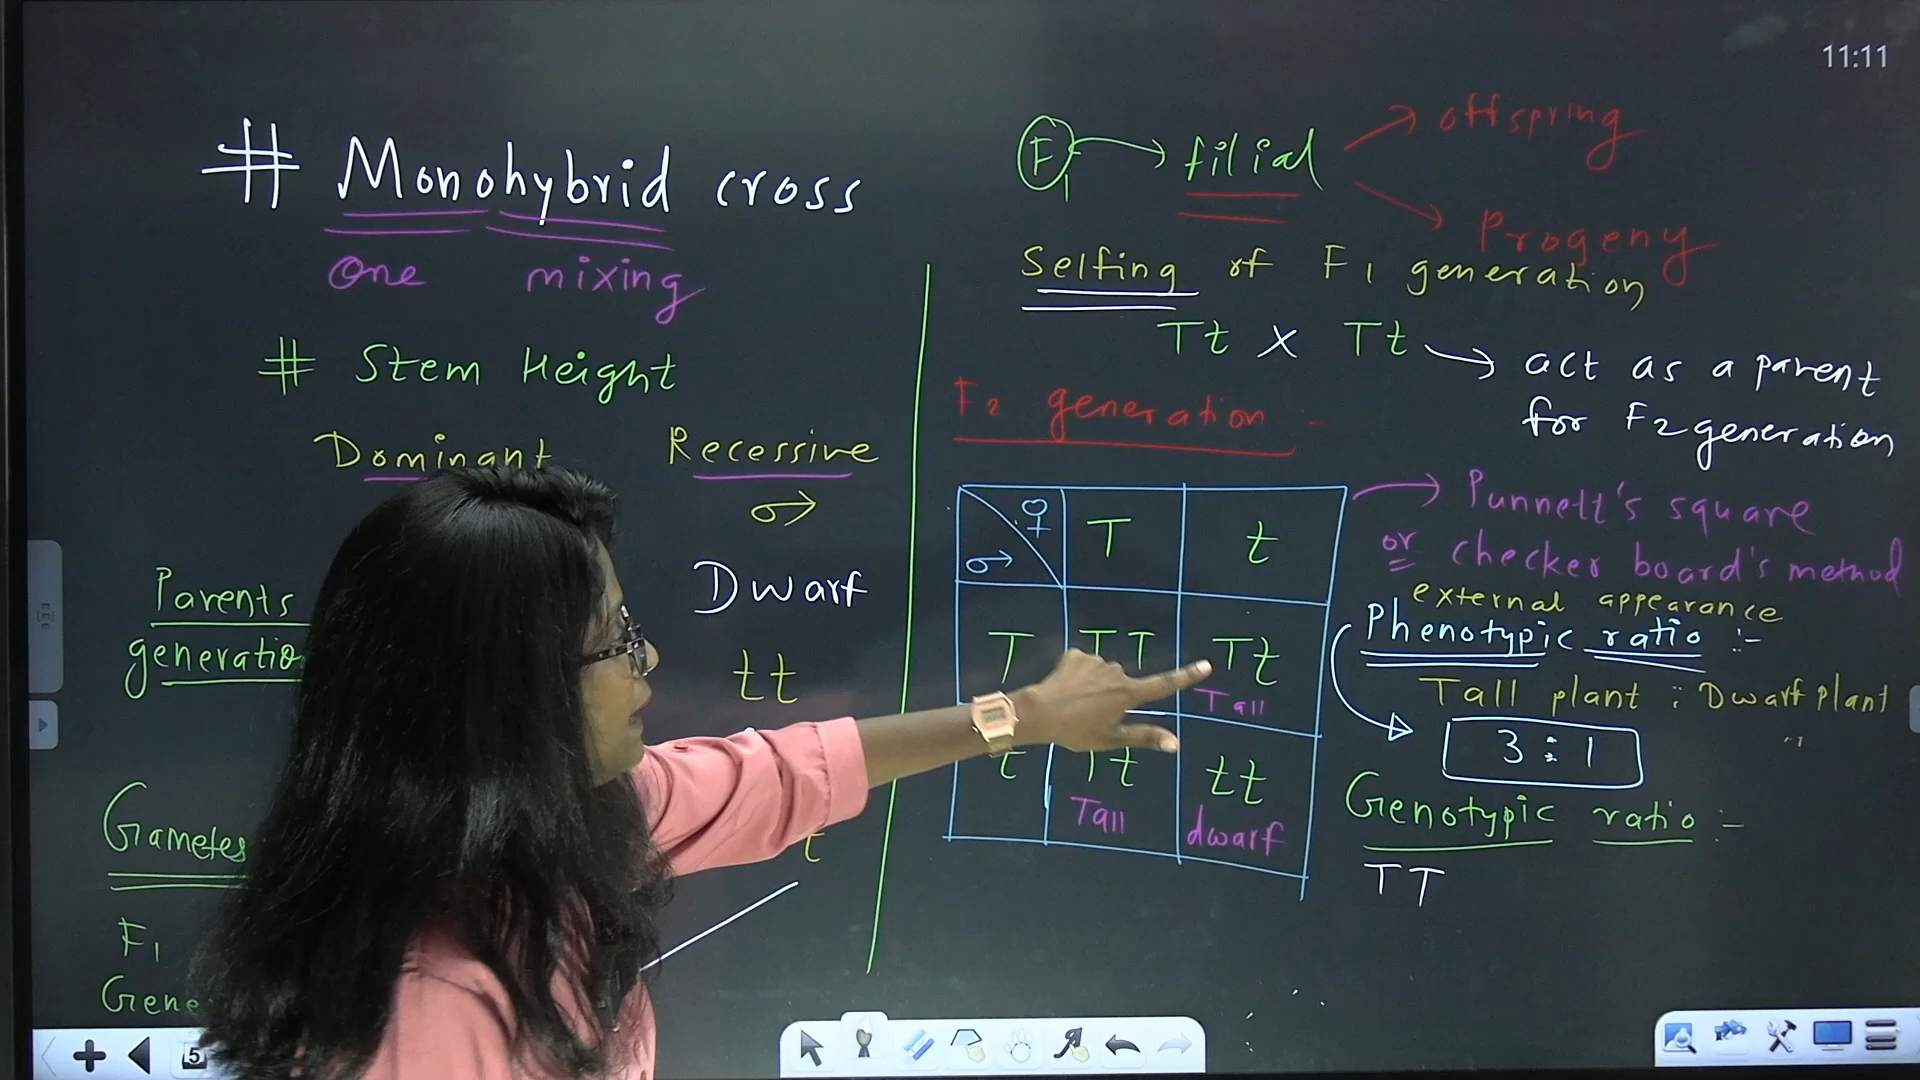 11:11
# Monohybrid cross
One mixing
# Stem Height
Dominant Recessive
♂
Dwarf
Parents
generatio
tt
Gametes
t
F1
Gene
F1 → filial
offspring
Progeny
Selfing of F1 generation
Tt x Tt → act as a parent
for F2 generation
F2 generation :-
♀ T t
♂
T TT Tt
Tall
t Tt tt
Tall dwarf
Punnett's square
or checker board's method
external appearance
Phenotypic ratio :-
Tall plant : Dwarf plant
3 : 1
Genotypic ratio :-
TT
5